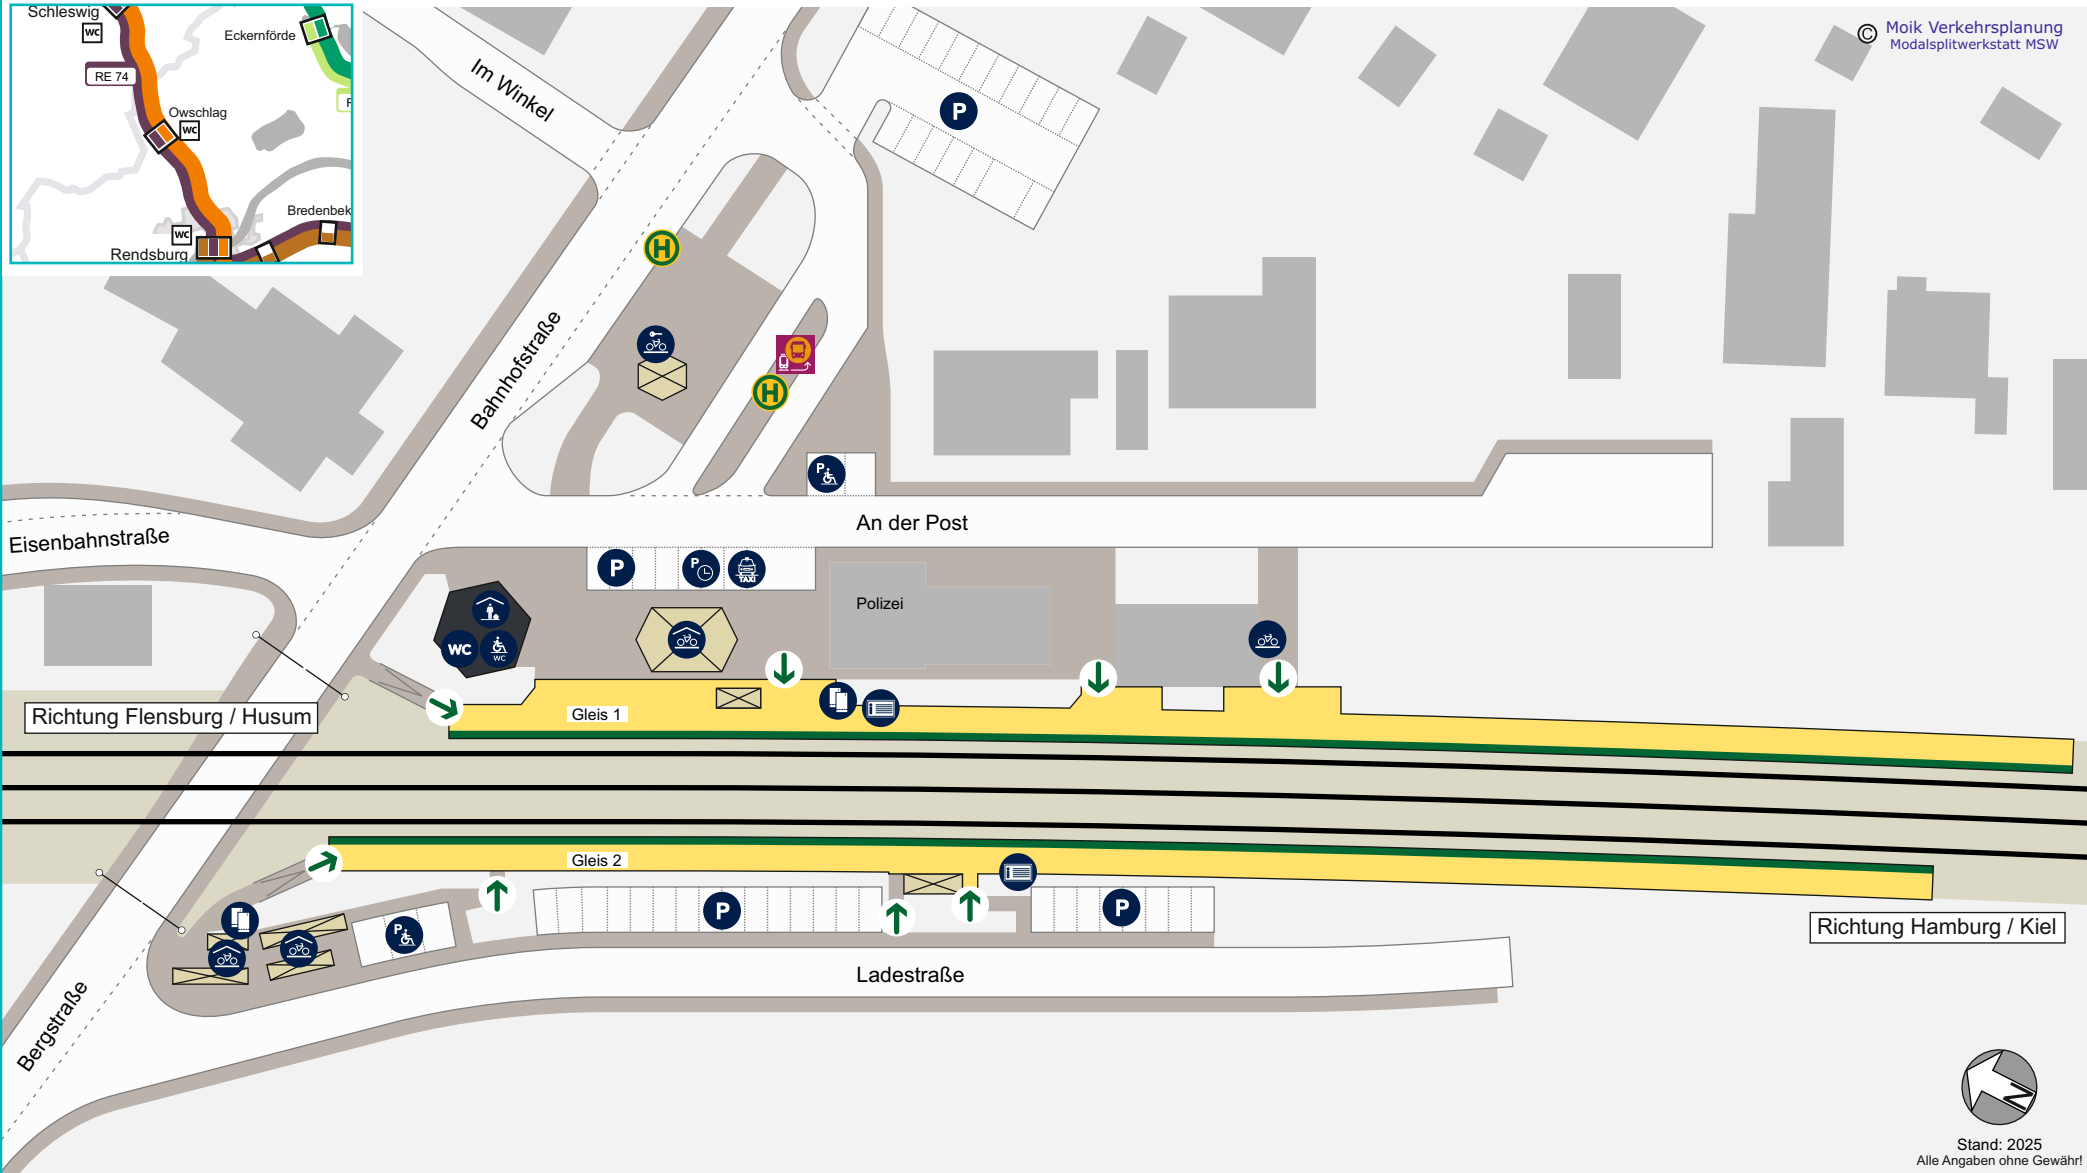 Schleswig
WC
Eckernförde
RE 74
Owschlag
WC
Bredenbek
WC
Rendsburg
© Moik Verkehrsplanung
Modalsplitwerkstatt MSW
Im Winkel
P
H
Bahnhofstraße
H
P
An der Post
Eisenbahnstraße
P
P
TAXI
Polizei
WC
WC
Richtung Flensburg / Husum
Gleis 1
Gleis 2
P
P
P
Richtung Hamburg / Kiel
Ladestraße
Bergstraße
N
Stand: 2025
Alle Angaben ohne Gewähr!